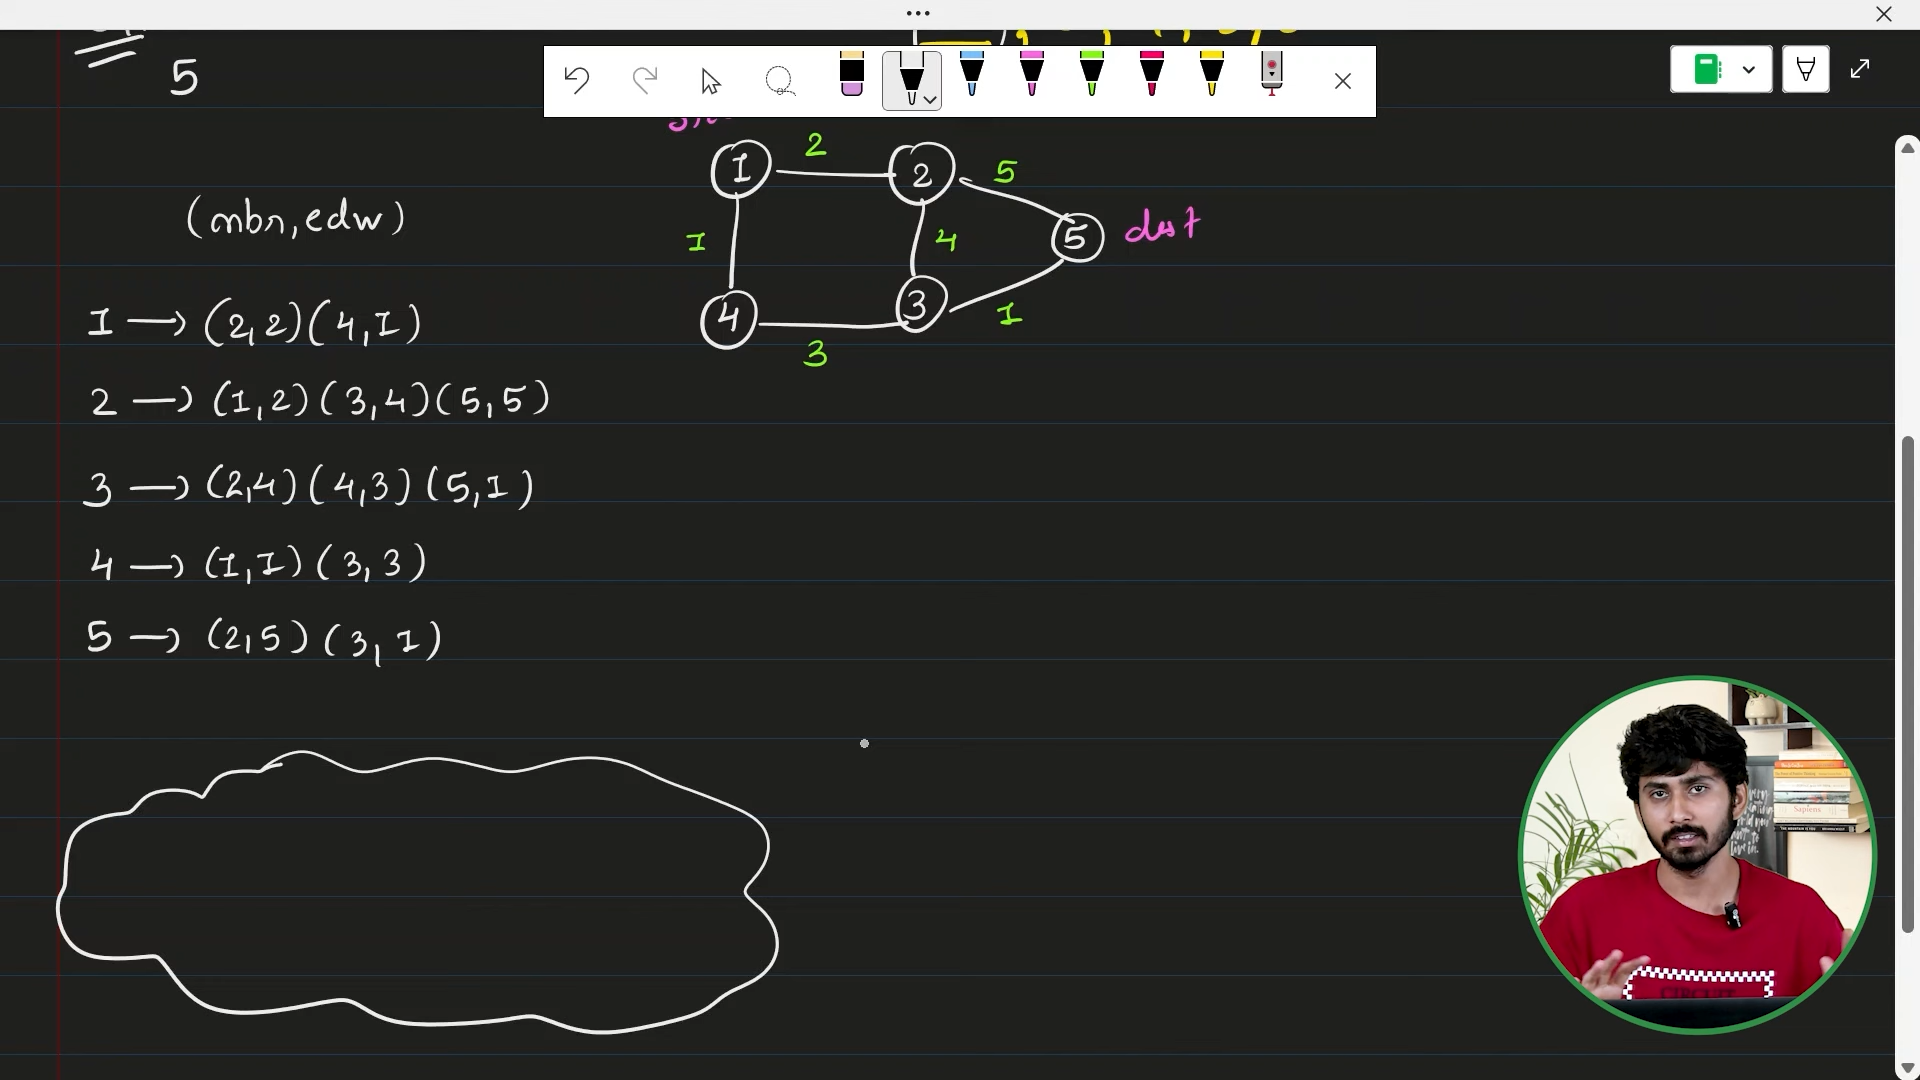 5
2
1 2 5
(nbr, edw) 1 4 5 dest
1 → (2,2)(4,1) 4 3 1
3
2 → (1,2)(3,4)(5,5)
3 → (2,4)(4,3)(5,1)
4 → (1,1)(3,3)
5 → (2,5)(3,1)
Sapiens